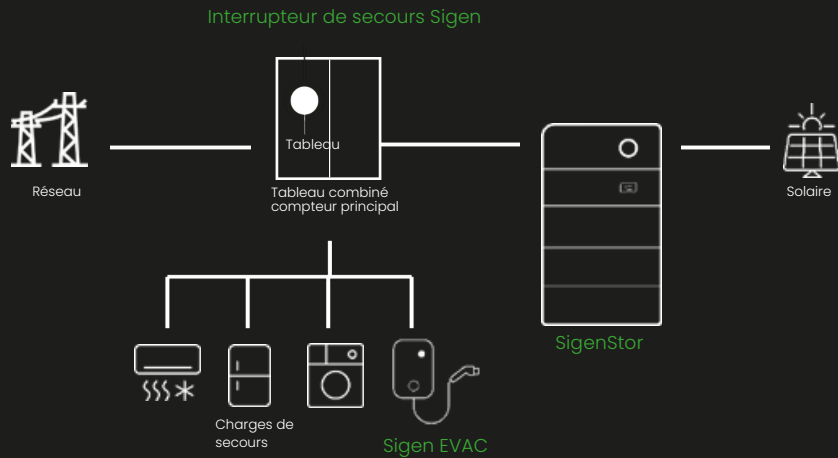 Interrupteur de secours Sigen
Tableau
Réseau
Tableau combiné
compteur principal
Solaire
SigenStor
Charges de
secours
Sigen EVAC